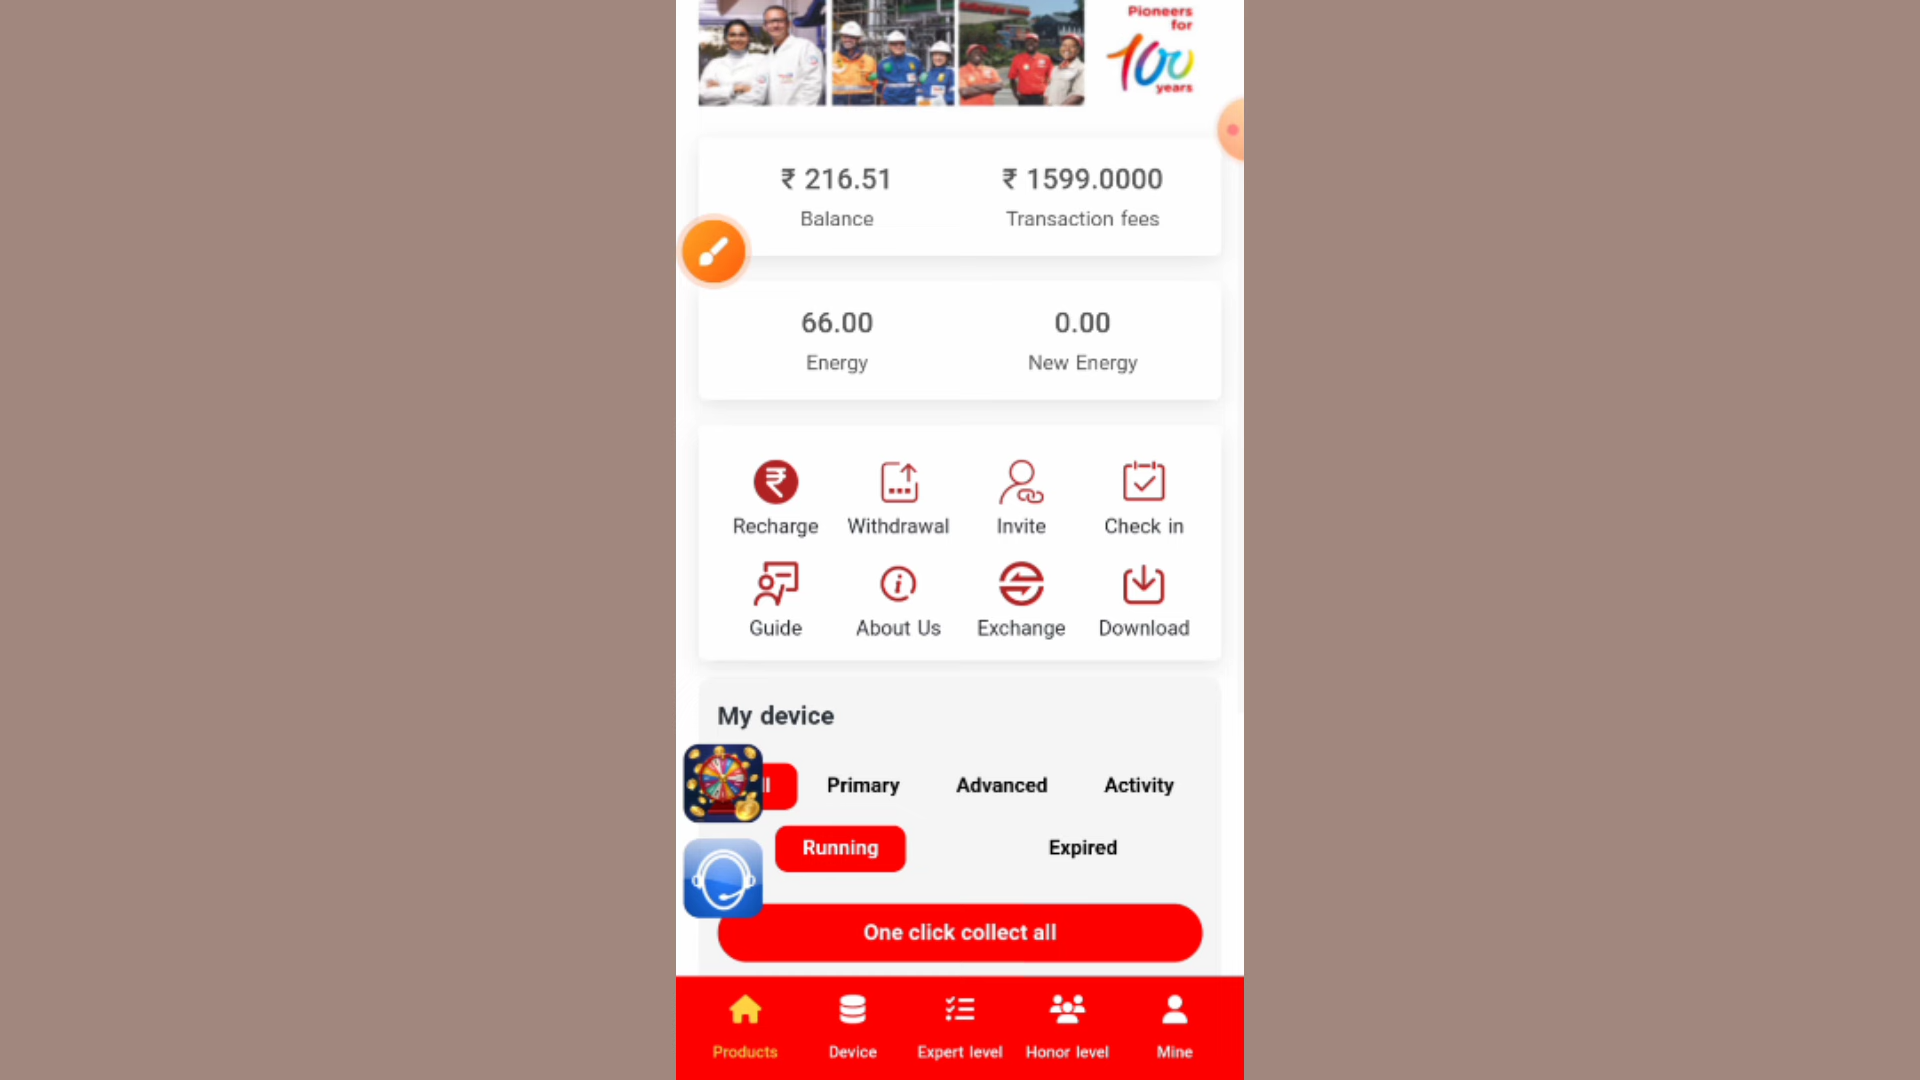 Pioneers
for
100
years
₹ 216.51
₹ 1599.0000
Balance
Transaction fees
66.00
0.00
Energy
New Energy
Recharge
Withdrawal
Invite
Check in
Guide
About Us
Exchange
Download
My device
Primary
Advanced
Activity
Running
Expired
One click collect all
Products
Device
Expert level
Honor level
Mine